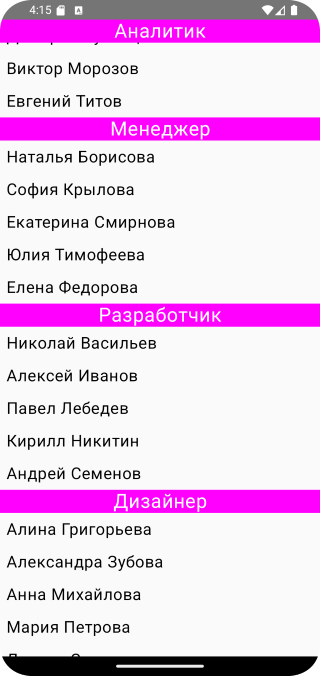 4:15
Аналитик
Виктор Морозов
Евгений Титов
Менеджер
Наталья Борисова
София Крылова
Екатерина Смирнова
Юлия Тимофеева
Елена Федорова
Разработчик
Николай Васильев
Алексей Иванов
Павел Лебедев
Кирилл Никитин
Андрей Семенов
Дизайнер
Алина Григорьева
Александра Зубова
Анна Михайлова
Мария Петрова